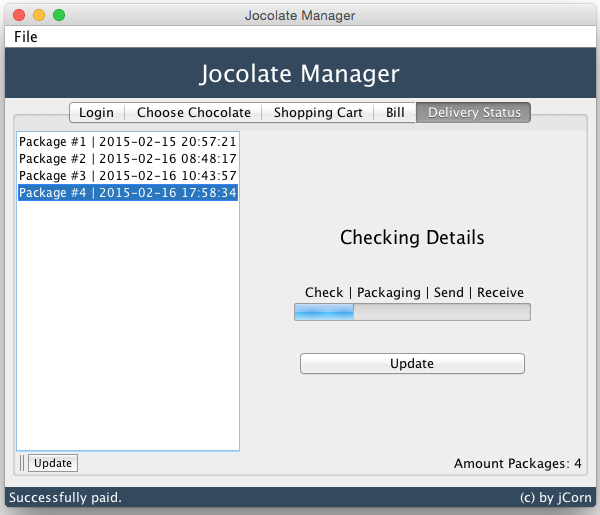 Jocolate Manager
File
Jocolate Manager
Login Choose Chocolate Shopping Cart Bill Delivery Status
Package #1 | 2015-02-15 20:57:21
Package #2 | 2015-02-16 08:48:17
Package #3 | 2015-02-16 10:43:57
Package #4 | 2015-02-16 17:58:34
Checking Details
Check | Packaging | Send | Receive
Update
Update
Amount Packages: 4
Successfully paid.
(c) by jCorn